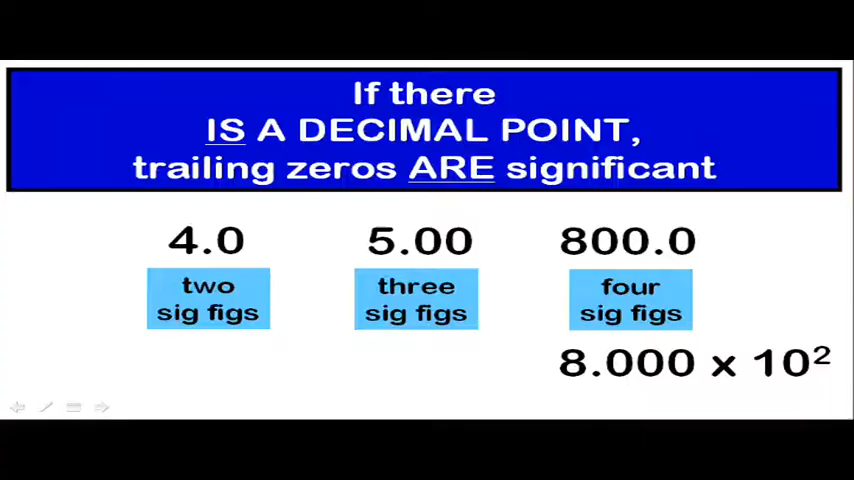 If there
IS A DECIMAL POINT,
trailing zeros ARE significant
4.0 5.00 800.0
two three four
sig figs sig figs sig figs
8.000 x 10²